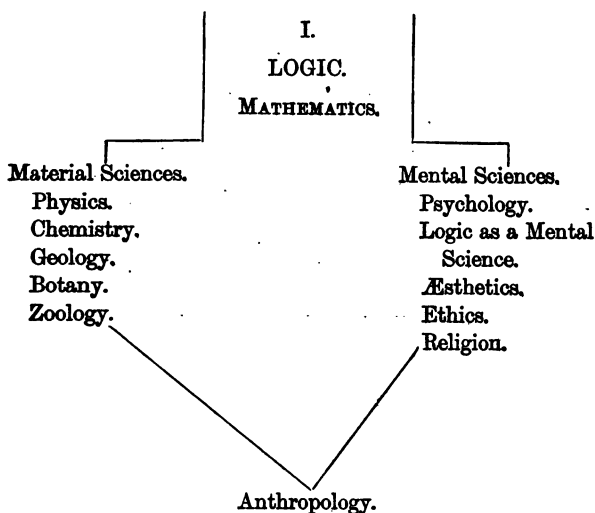 I.
LOGIC.
MATHEMATICS.
Material Sciences.
Physics.
Chemistry.
Geology.
Botany.
Zoology.
Mental Sciences.
Psychology.
Logic as a Mental
Science.
Æsthetics.
Ethics.
Religion.
Anthropology.